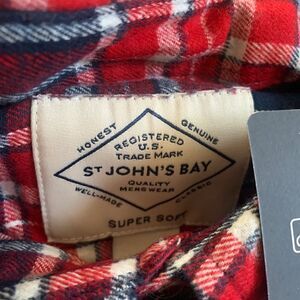 HONEST GENUINE
REGISTERED
U.S.
TRADE MARK
ST JOHN'S BAY
QUALITY
MENSWEAR
WELL-MADE CLASSIC
SUPER SOFT